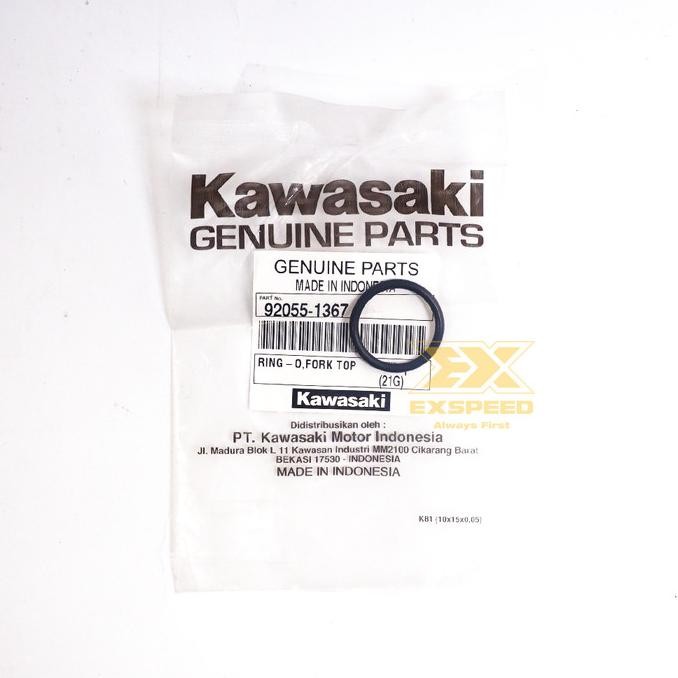 Kawasaki
GENUINE PARTS
GENUINE PARTS
MADE IN INDONESIA
PART No.
92055-1367
RING-O,FORK TOP
(21G)
Kawasaki
EX
EXSPEED
Always First
Didistribusikan oleh :
PT. Kawasaki Motor Indonesia
Jl. Madura Blok L 11 Kawasan Industri MM2100 Cikarang Barat
BEKASI 17530 - INDONESIA
MADE IN INDONESIA
K81 (10x15x0.05)